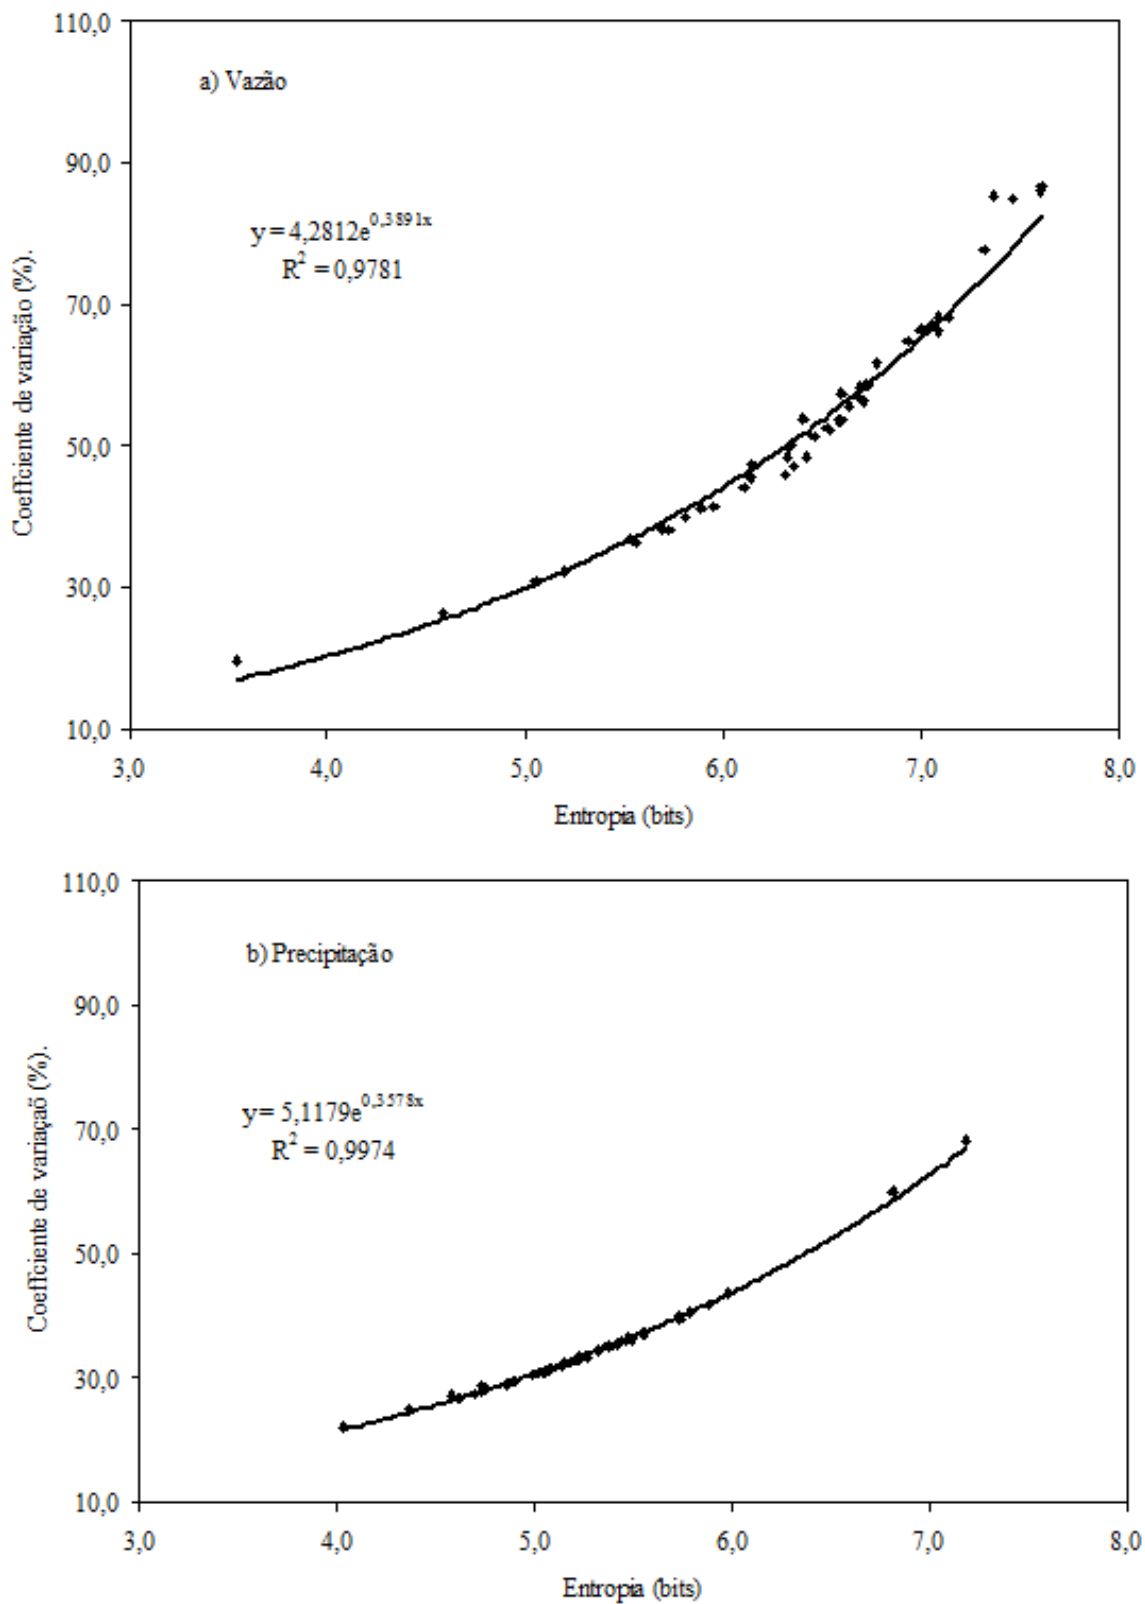 110,0
a) Vazão
90,0
y = 4,2812e^0,3891x
R² = 0,9781
70,0
50,0
30,0
10,0
Coeffciente de variação (%).
3,0 4,0 5,0 6,0 7,0 8,0
Entropia (bits)
110,0
b) Precipitação
90,0
y = 5,1179e^0,3578x
R² = 0,9974
70,0
50,0
30,0
10,0
Coeffciente de variaçaõ (%).
3,0 4,0 5,0 6,0 7,0 8,0
Entropia (bits)